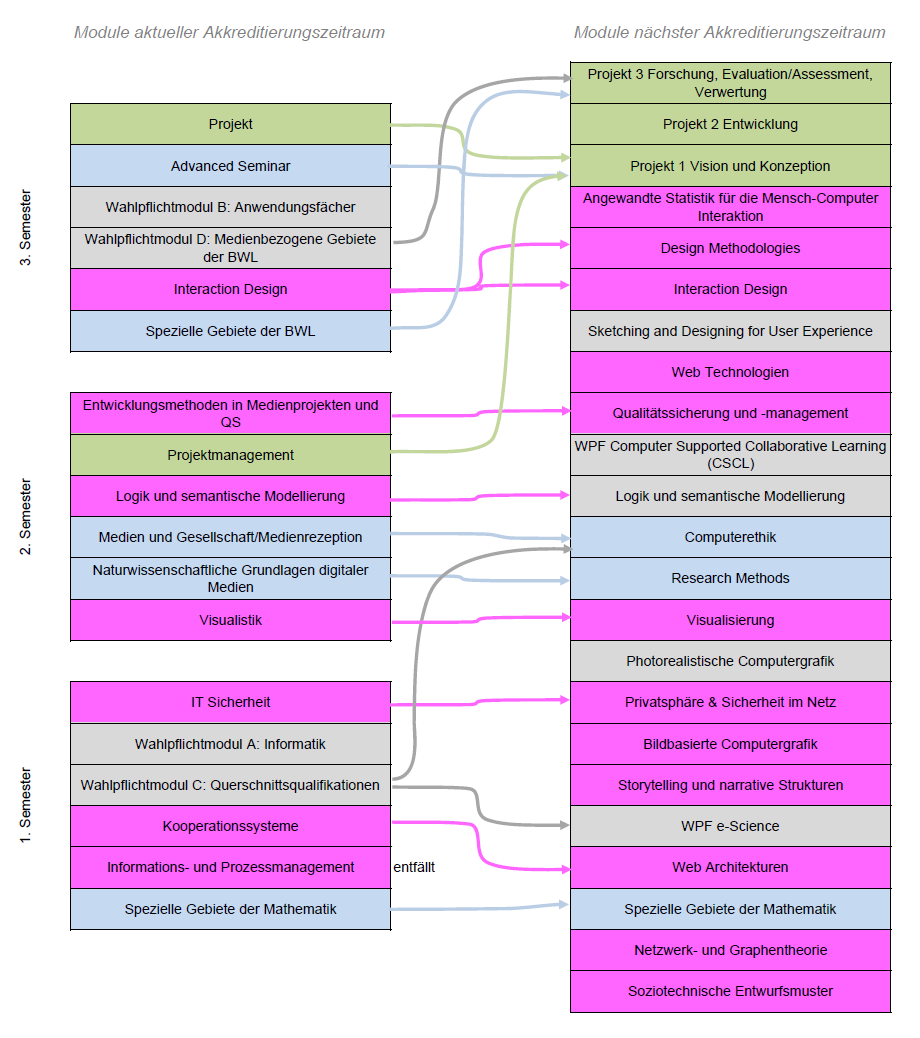 Module aktueller Akkreditierungszeitraum
3. Semester
Projekt
Advanced Seminar
Wahlpflichtmodul B: Anwendungsfächer
Wahlpflichtmodul D: Medienbezogene Gebiete
der BWL
Interaction Design
Spezielle Gebiete der BWL
2. Semester
Entwicklungsmethoden in Medienprojekten und
QS
Projektmanagement
Logik und semantische Modellierung
Medien und Gesellschaft/Medienrezeption
Naturwissenschaftliche Grundlagen digitaler
Medien
Visualistik
1. Semester
IT Sicherheit
Wahlpflichtmodul A: Informatik
Wahlpflichtmodul C: Querschnittsqualifikationen
Kooperationssysteme
Informations- und Prozessmanagement
entfällt
Spezielle Gebiete der Mathematik
Module nächster Akkreditierungszeitraum
Projekt 3 Forschung, Evaluation/Assessment,
Verwertung
Projekt 2 Entwicklung
Projekt 1 Vision und Konzeption
Angewandte Statistik für die Mensch-Computer
Interaktion
Design Methodologies
Interaction Design
Sketching and Designing for User Experience
Web Technologien
Qualitätssicherung und -management
WPF Computer Supported Collaborative Learning
(CSCL)
Logik und semantische Modellierung
Computerethik
Research Methods
Visualisierung
Photorealistische Computergrafik
Privatsphäre & Sicherheit im Netz
Bildbasierte Computergrafik
Storytelling und narrative Strukturen
WPF e-Science
Web Architekturen
Spezielle Gebiete der Mathematik
Netzwerk- und Graphentheorie
Soziotechnische Entwurfsmuster